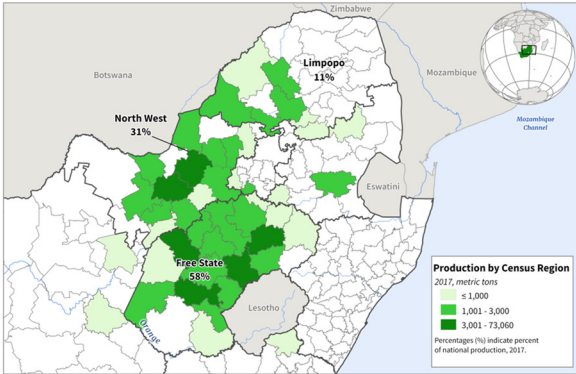 Zimbabwe
Botswana
Limpopo
11%
Mozambique
North West
31%
Mozambique
Channel
Eswatini
Free State
58%
Lesotho
Orange
Production by Census Region
2017, metric tons
≤ 1,000
1,001 - 3,000
3,001 - 73,060
Percentages (%) indicate percent
of national production, 2017.